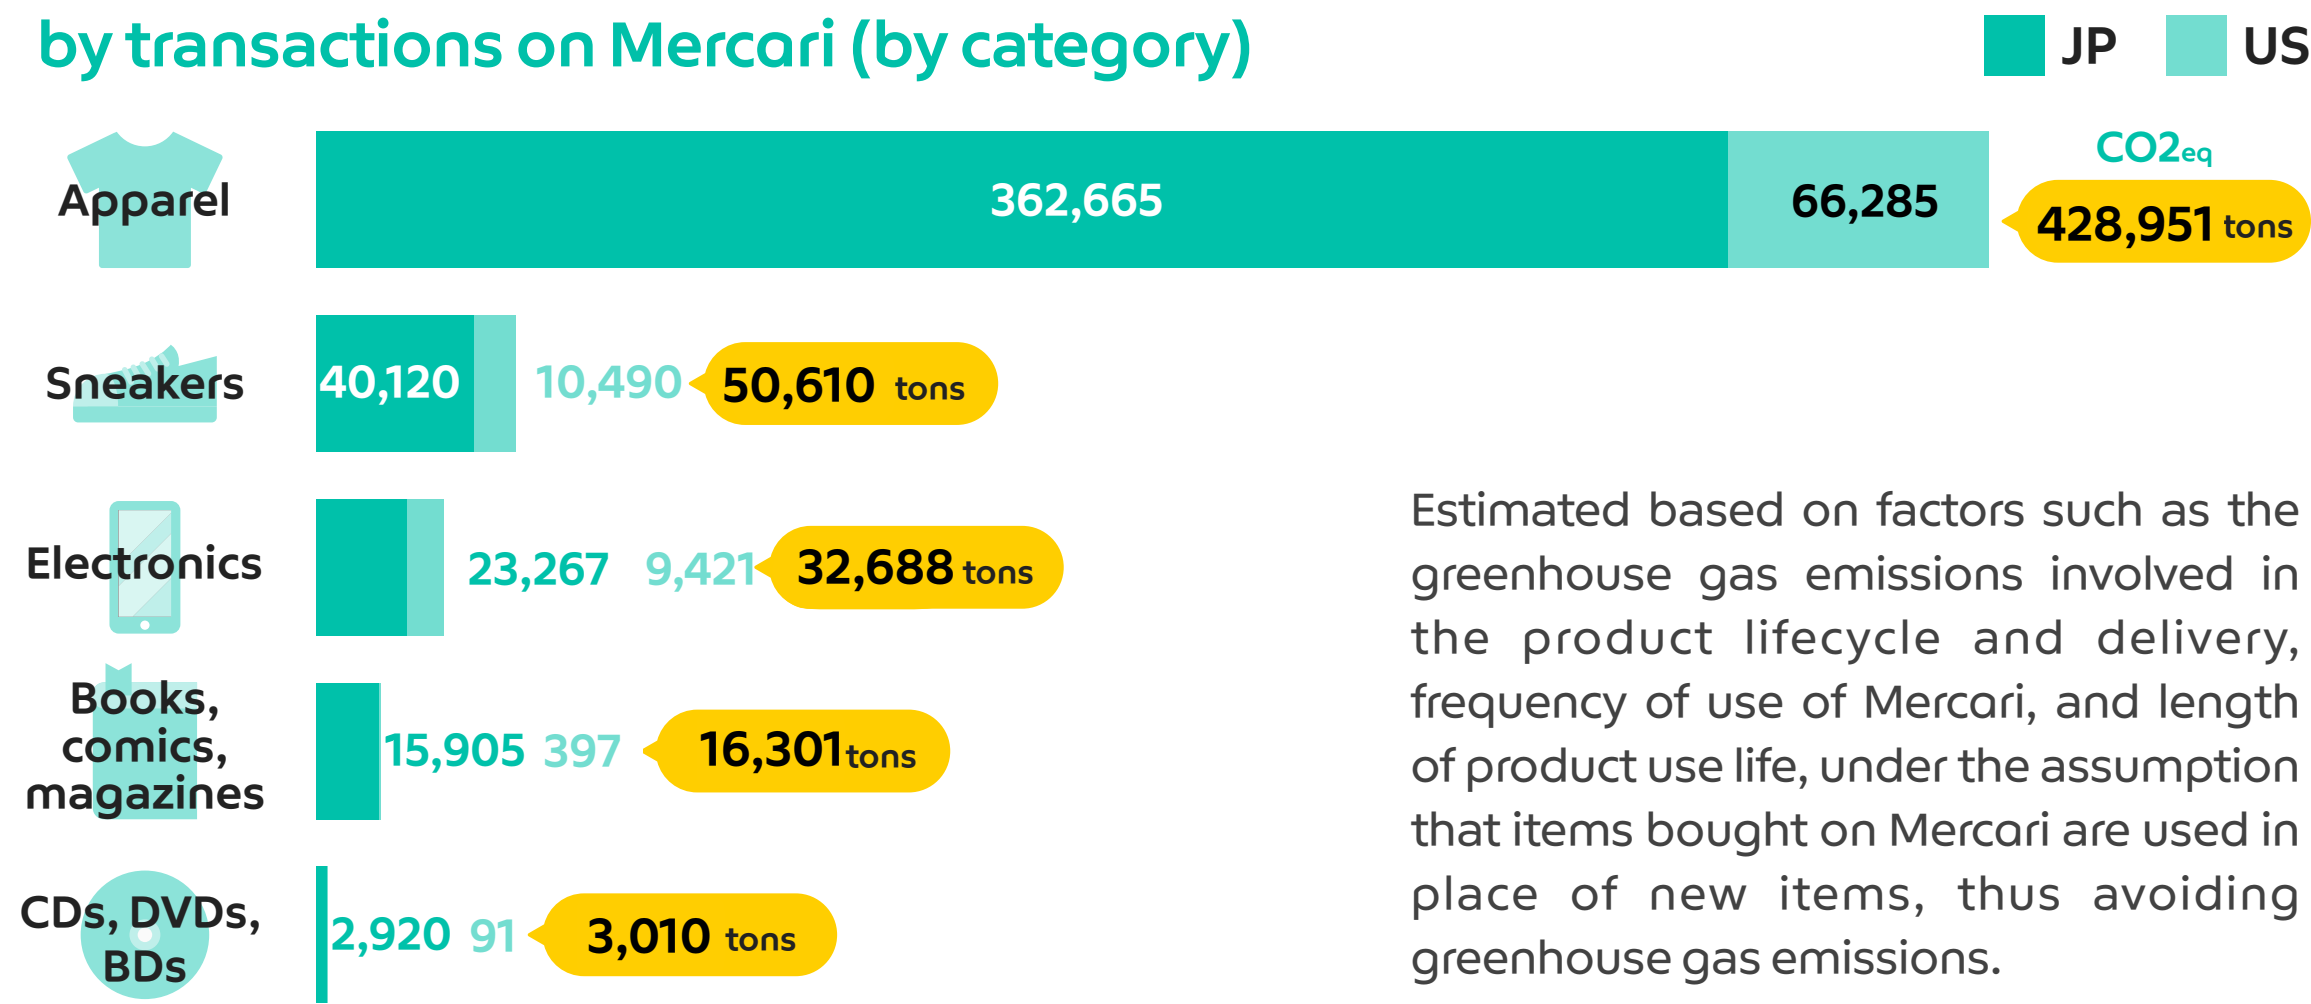 by transactions on Mercari (by category)
JP US
Apparel
362,665 66,285
CO2eq
428,951 tons
Sneakers
40,120 10,490 50,610 tons
Electronics
23,267 9,421 32,688 tons
Books,
comics,
magazines
15,905 397 16,301 tons
CDs, DVDs,
BDs
2,920 91 3,010 tons
Estimated based on factors such as the
greenhouse gas emissions involved in
the product lifecycle and delivery,
frequency of use of Mercari, and length
of product use life, under the assumption
that items bought on Mercari are used in
place of new items, thus avoiding
greenhouse gas emissions.